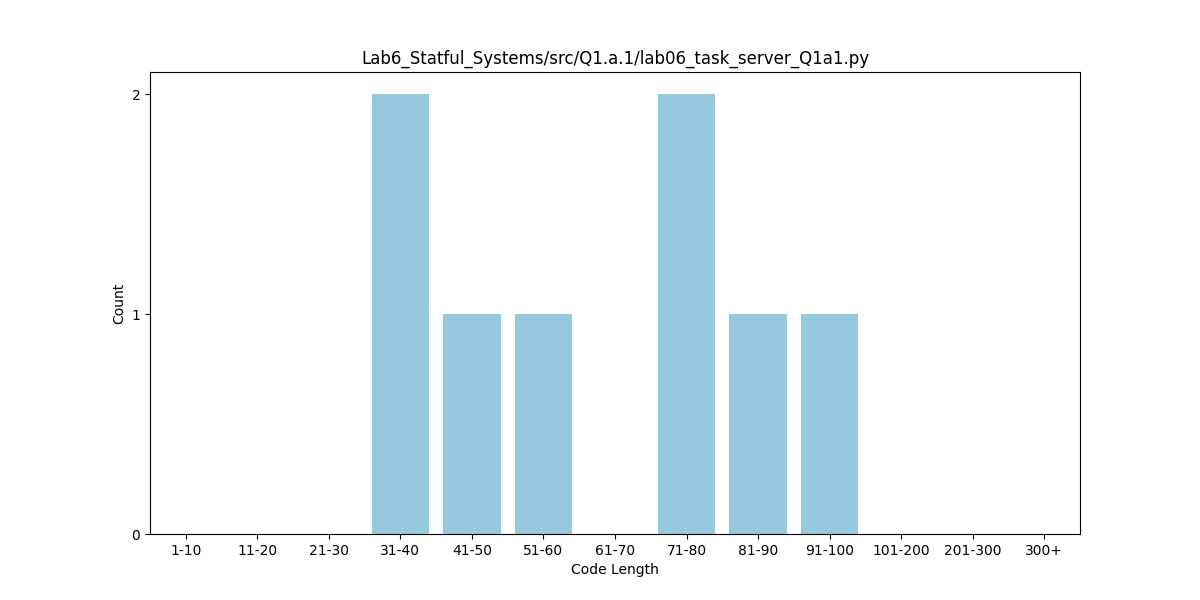 Lab6_Statful_Systems/src/Q1.a.1/lab06_task_server_Q1a1.py
2
1
0
Count
1-10 11-20 21-30 31-40 41-50 51-60 61-70 71-80 81-90 91-100 101-200 201-300 300+
Code Length